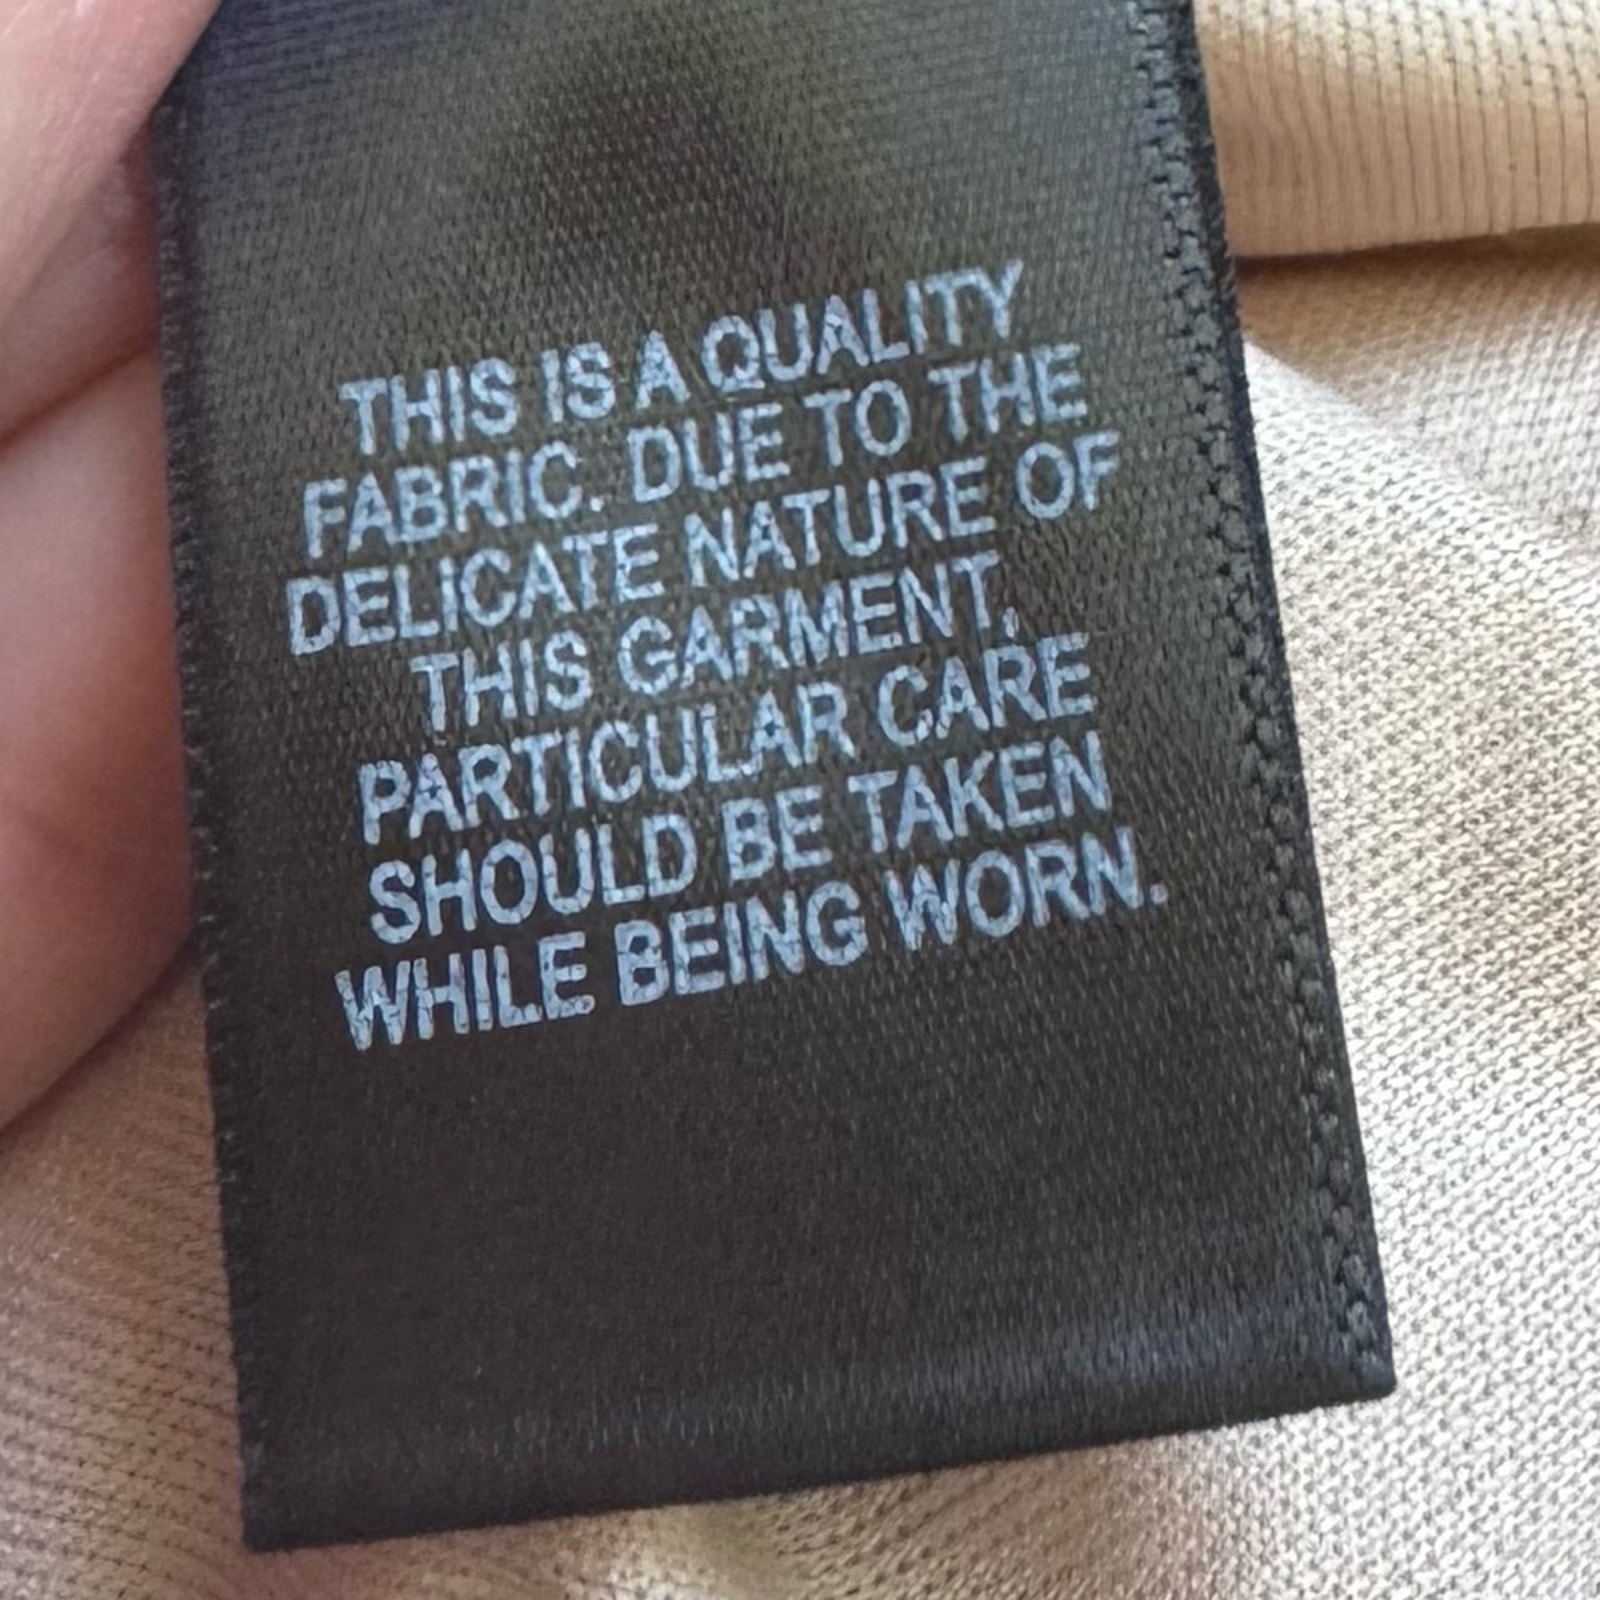 THIS IS A QUALITY
FABRIC. DUE TO THE
DELICATE NATURE OF
THIS GARMENT,
PARTICULAR CARE
SHOULD BE TAKEN
WHILE BEING WORN.